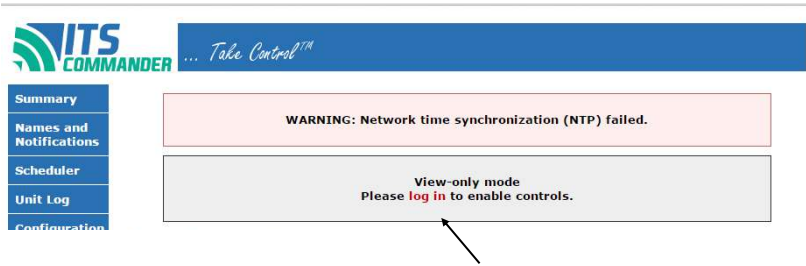 ITS
COMMANDER
... Take Control™
Summary
Names and
Notifications
Scheduler
Unit Log
Configuration
WARNING: Network time synchronization (NTP) failed.
View-only mode
Please log in to enable controls.